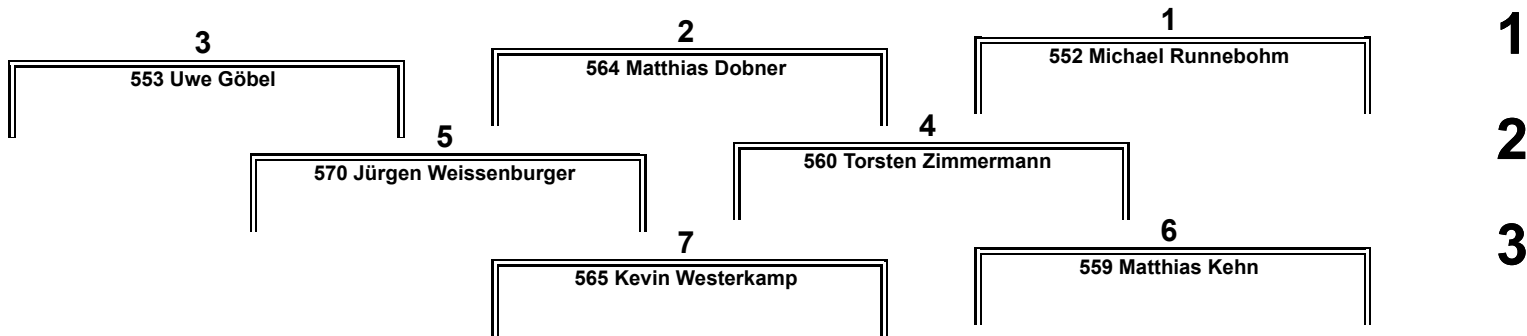 3 2 1 1
553 Uwe Göbel 564 Matthias Dobner 552 Michael Runnebohm
5 4 2
570 Jürgen Weissenburger 560 Torsten Zimmermann
7 6 3
565 Kevin Westerkamp 559 Matthias Kehn